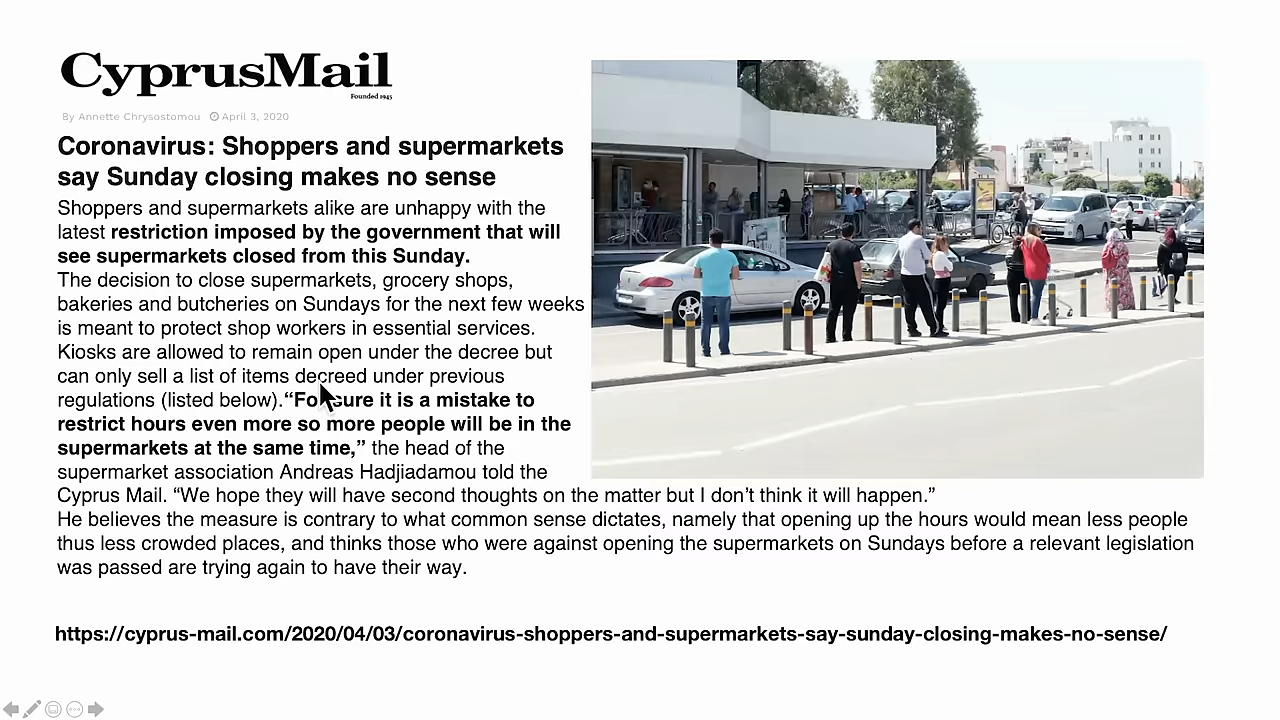 CyprusMail
Founded 1945
By Annette Chrysostomou April 3, 2020
Coronavirus: Shoppers and supermarkets
say Sunday closing makes no sense
Shoppers and supermarkets alike are unhappy with the
latest restriction imposed by the government that will
see supermarkets closed from this Sunday.
The decision to close supermarkets, grocery shops,
bakeries and butcheries on Sundays for the next few weeks
is meant to protect shop workers in essential services.
Kiosks are allowed to remain open under the decree but
can only sell a list of items decreed under previous
regulations (listed below).“For sure it is a mistake to
restrict hours even more so more people will be in the
supermarkets at the same time,” the head of the
supermarket association Andreas Hadjiadamou told the
Cyprus Mail. “We hope they will have second thoughts on the matter but I don’t think it will happen.”
He believes the measure is contrary to what common sense dictates, namely that opening up the hours would mean less people
thus less crowded places, and thinks those who were against opening the supermarkets on Sundays before a relevant legislation
was passed are trying again to have their way.
https://cyprus-mail.com/2020/04/03/coronavirus-shoppers-and-supermarkets-say-sunday-closing-makes-no-sense/